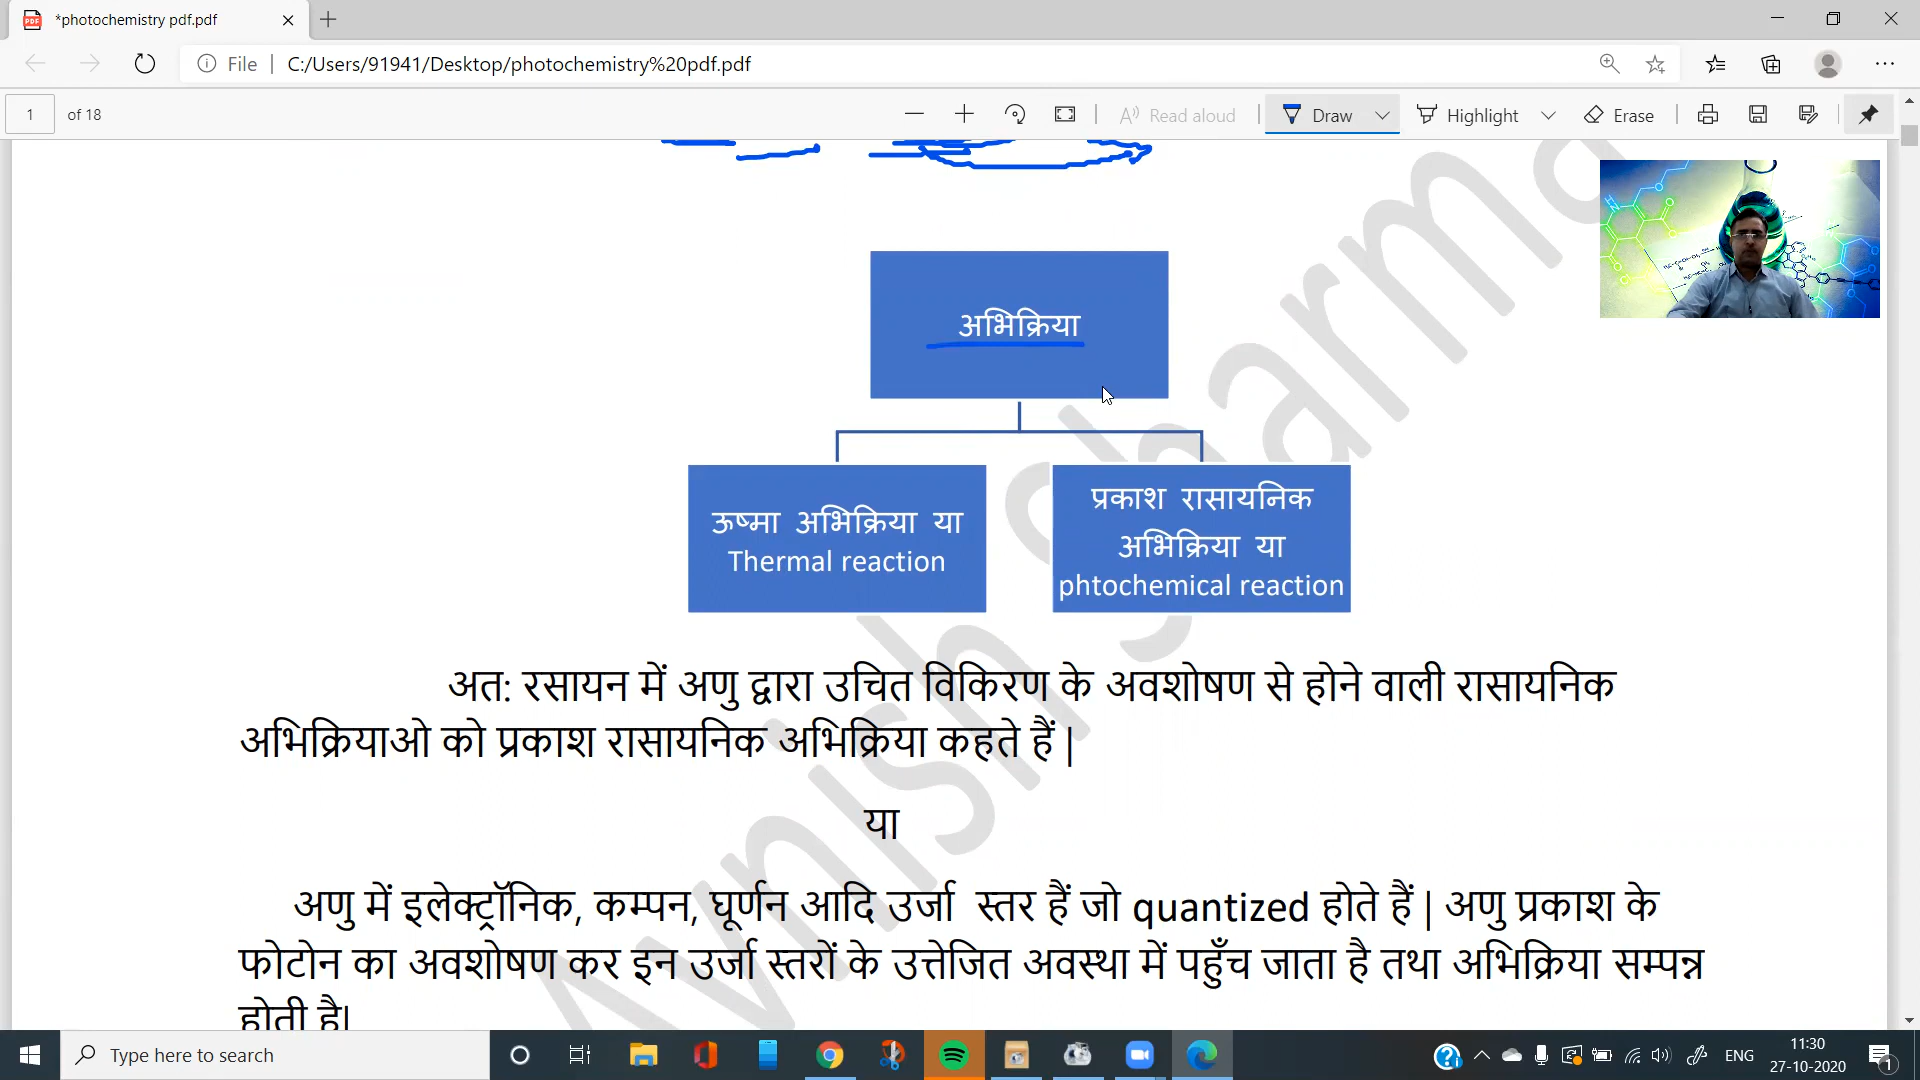 *photochemistry pdf.pdf
File C:/Users/91941/Desktop/photochemistry%20pdf.pdf
1 of 18 Read aloud Draw Highlight Erase
अभिक्रिया
ऊष्मा अभिक्रिया या
Thermal reaction
प्रकाश रासायनिक
अभिक्रिया या
phtochemical reaction
अत: रसायन में अणु द्वारा उचित विकिरण के अवशोषण से होने वाली रासायनिक
अभिक्रियाओ को प्रकाश रासायनिक अभिक्रिया कहते हैं |
या
अणु में इलेक्ट्रॉनिक, कम्पन, घूर्णन आदि उर्जा स्तर हैं जो quantized होते हैं | अणु प्रकाश के
फोटोन का अवशोषण कर इन उर्जा स्तरों के उत्तेजित अवस्था में पहुँच जाता है तथा अभिक्रिया सम्पन्न
होती है|
Avnish sharma
Type here to search
ENG
11:30
27-10-2020
1